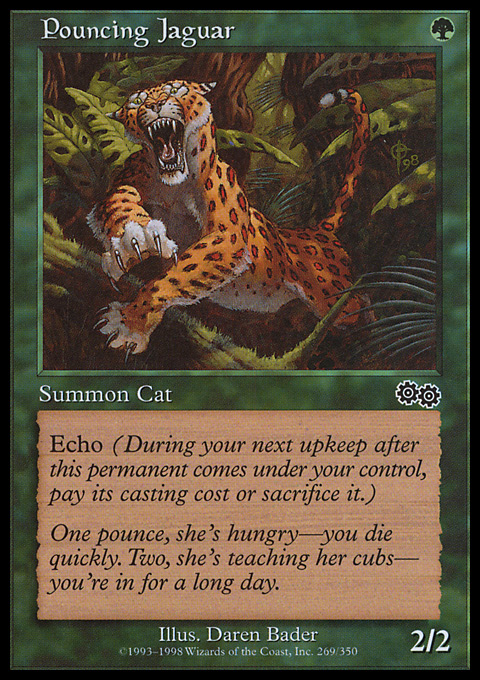 Pouncing Jaguar
98
Summon Cat
Echo (During your next upkeep after
this permanent comes under your control,
pay its casting cost or sacrifice it.)
One pounce, she's hungry—you die
quickly. Two, she's teaching her cubs—
you're in for a long day.
Illus. Daren Bader
©1993–1998 Wizards of the Coast, Inc. 269/350
2/2